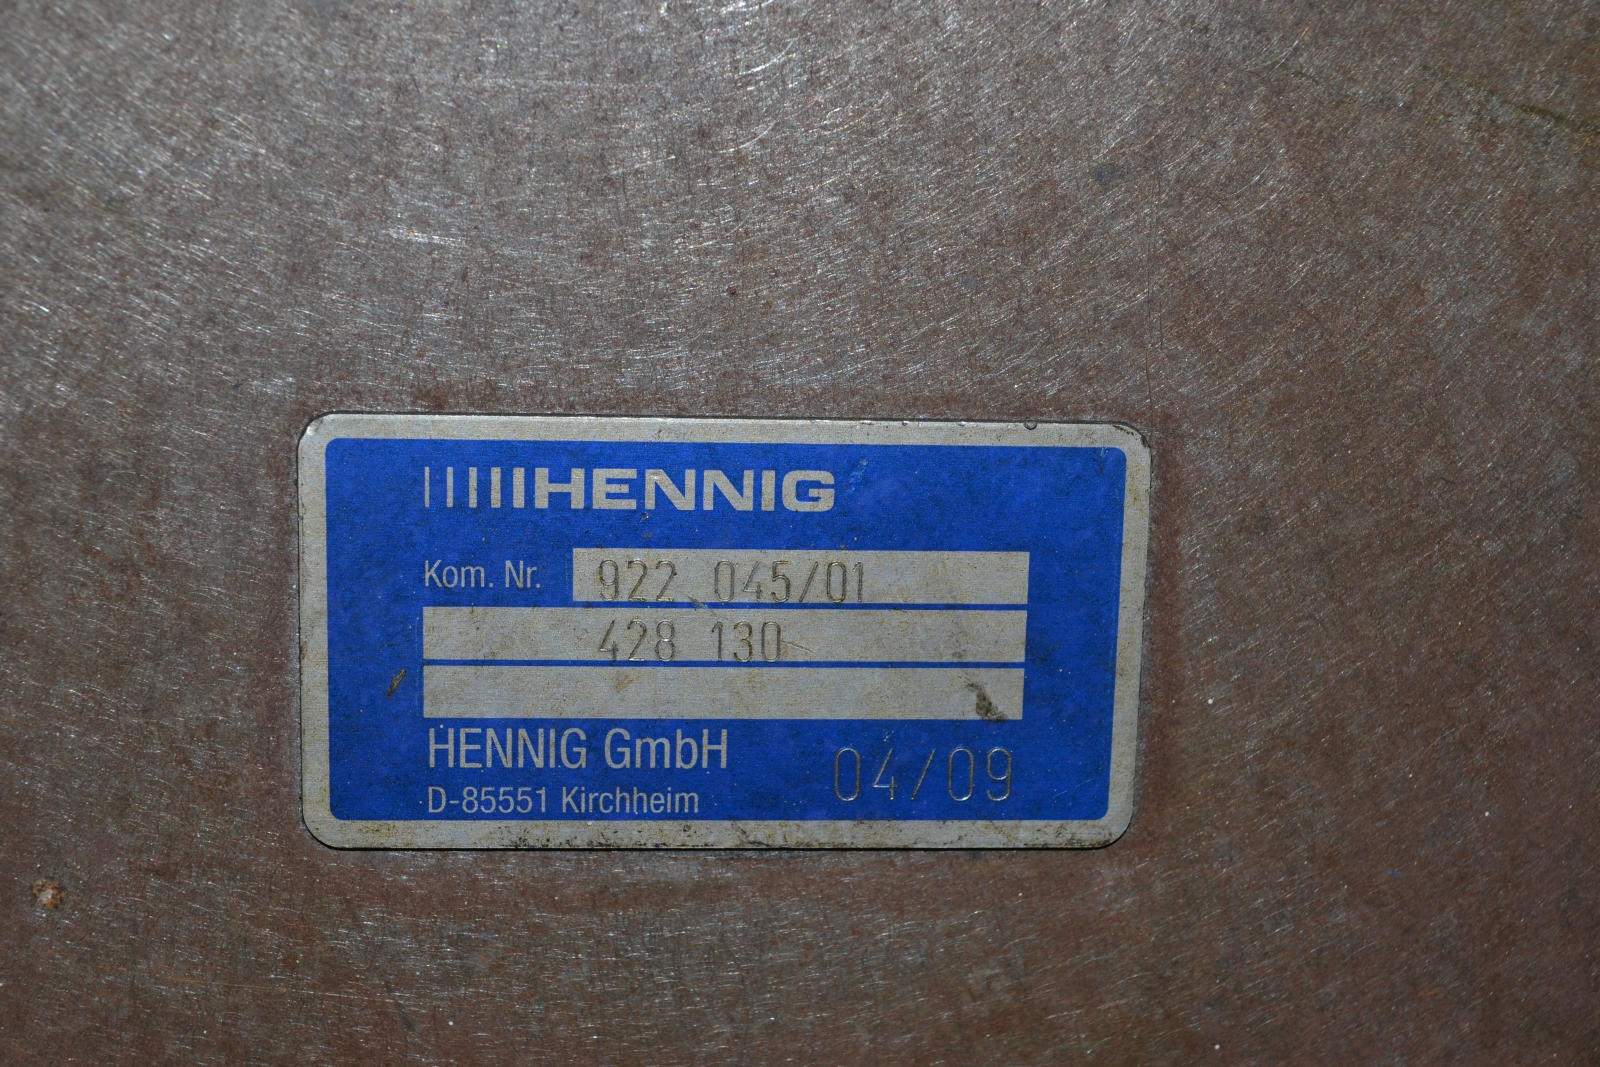 HENNIG
Kom. Nr. 922 045/01
428 130
HENNIG GmbH
D-85551 Kirchheim
04/09